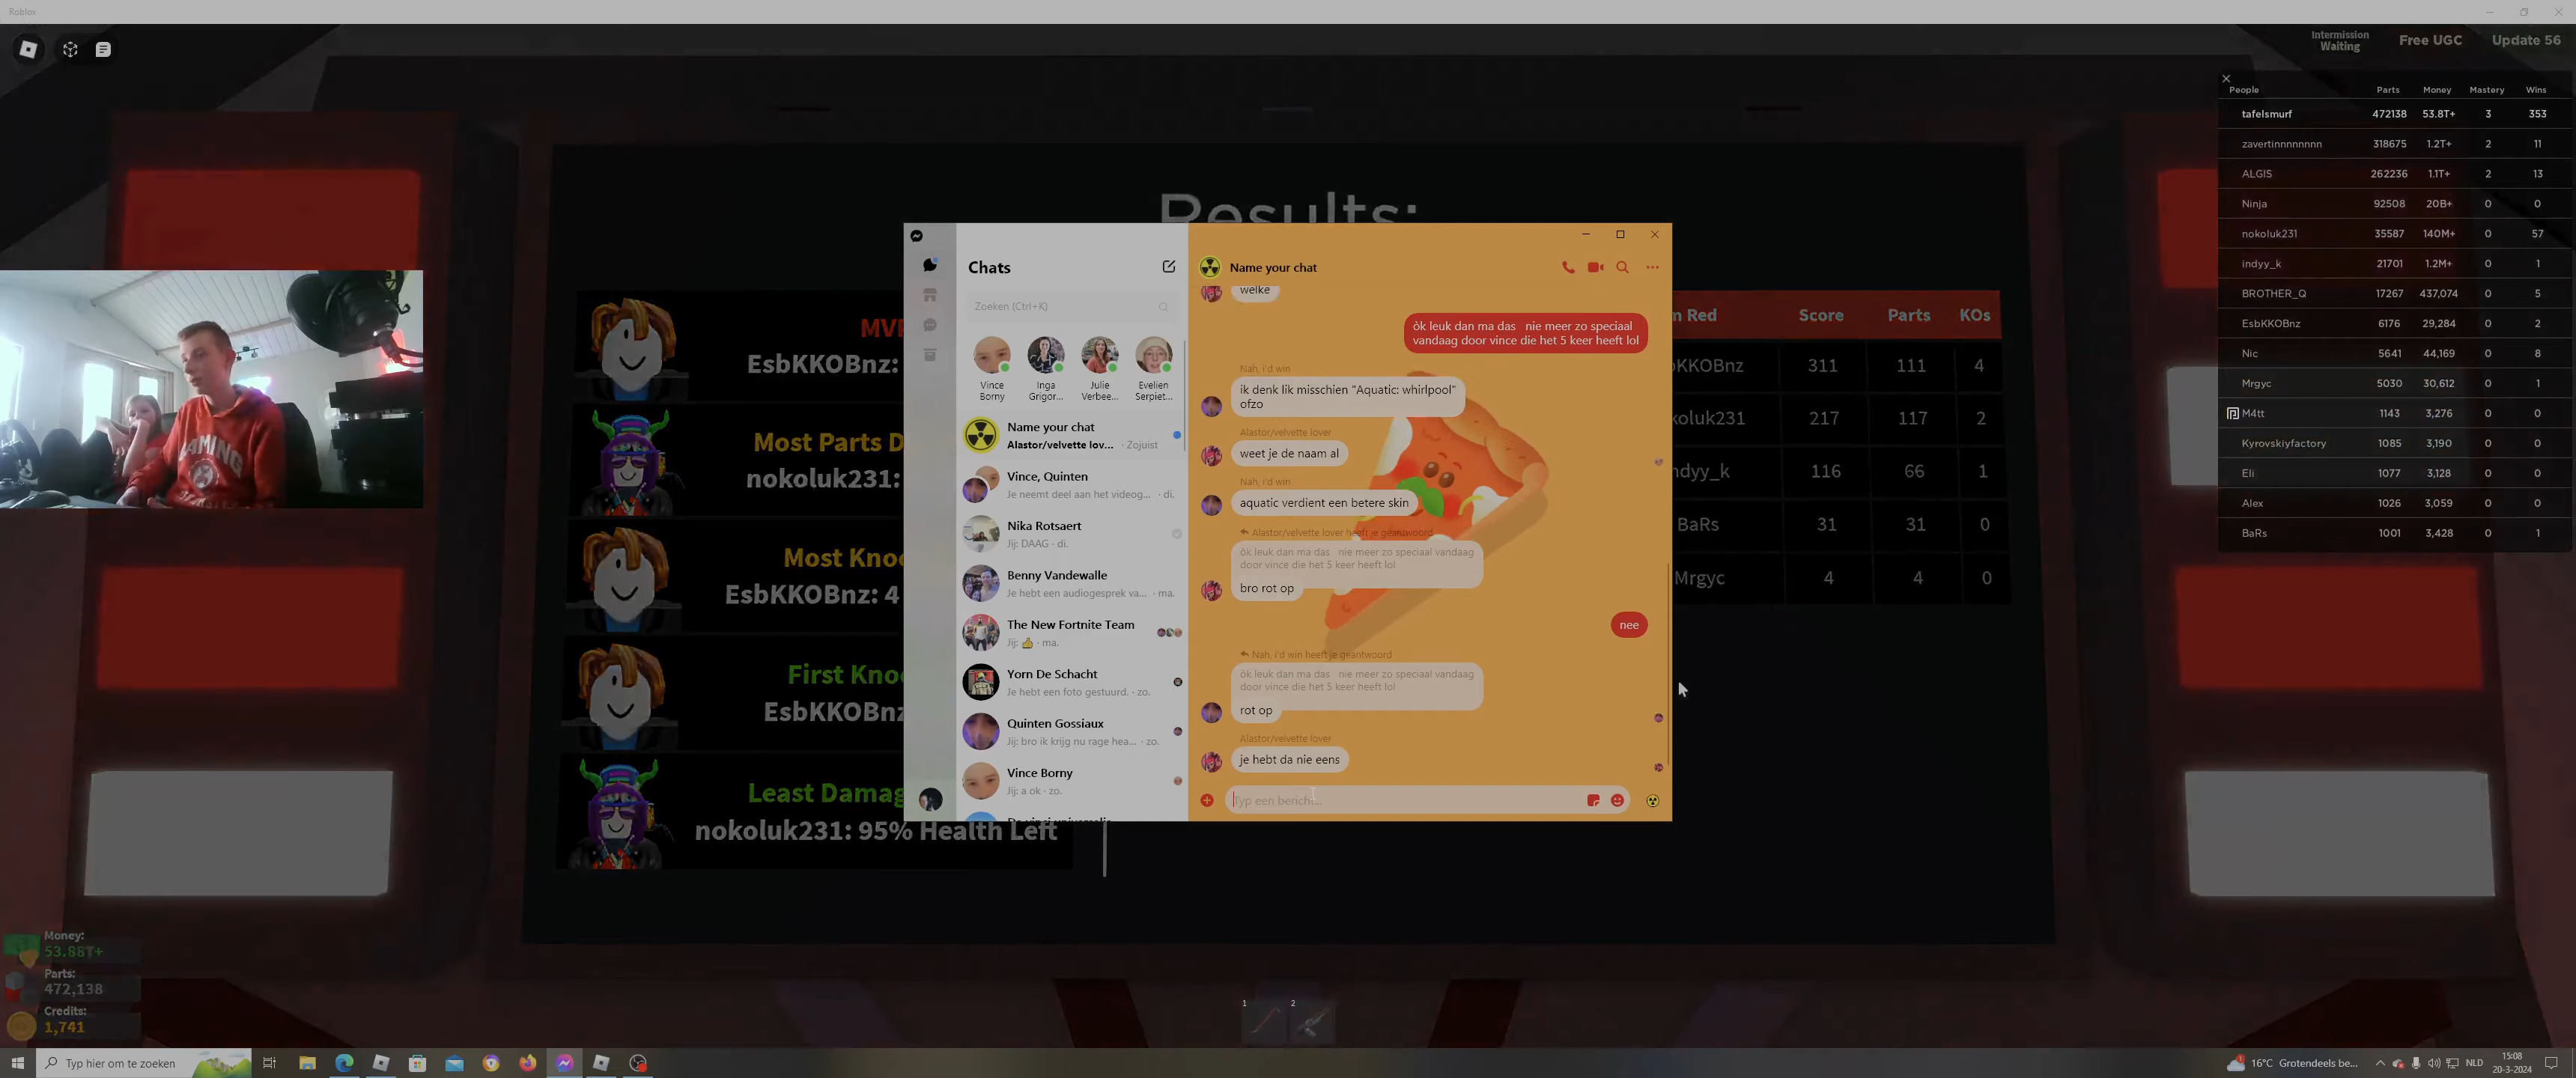 Roblox
Intermission
Waiting
Free UGC
Update 56
People Parts Money Mastery Wins
tafelsmurf 472138 53.8T+ 3 353
zavertinnnnnnnn 318675 1.2T+ 2 11
ALGIS 262236 1.1T+ 2 13
Ninja 92508 20B+ 0 0
nokoluk231 35587 140M+ 0 57
indyy_k 21701 1.2M+ 0 1
BROTHER_Q 17267 437,074 0 5
EsbKKOBnz 6176 29,284 0 2
Nic 5641 44,169 0 8
Mrgyc 5030 30,612 0 1
M4tt 1143 3,276 0 0
Kyrovskiyfactory 1085 3,190 0 0
Eli 1077 3,128 0 0
Alex 1026 3,059 0 0
BaRs 1001 3,428 0 1
Results:
MVP
EsbKKOBnz:
Most Parts D
nokoluk231:
Most Knoc
EsbKKOBnz: 4
First Knoc
EsbKKOBnz
Least Damag
nokoluk231: 95% Health Left
m Red Score Parts KOs
bKKOBnz 311 111 4
koluk231 217 117 2
ndyy_k 116 66 1
BaRs 31 31 0
Mrgyc 4 4 0
GAMING
Chats
Zoeken (Ctrl+K)
Vince
Borny
Inga
Grigor...
Julie
Verbee...
Evelien
Serpiet...
Name your chat
Alastor/velvette lov... · Zojuist
Vince, Quinten
Je neemt deel aan het videog... · di.
Nika Rotsaert
Jij: DAAG · di.
Benny Vandewalle
Je hebt een audiogesprek va... · ma.
The New Fortnite Team
Jij: 👍 · ma.
Yorn De Schacht
Je hebt een foto gestuurd. · zo.
Quinten Gossiaux
Jij: bro ik krijg nu rage hea... · zo.
Vince Borny
Jij: a ok · zo.
Name your chat
welke
òk leuk dan ma das nie meer zo speciaal
vandaag door vince die het 5 keer heeft lol
Nah, i'd win
ik denk lik misschien "Aquatic: whirlpool"
ofzo
Alastor/velvette lover
weet je de naam al
Nah, i'd win
aquatic verdient een betere skin
Alastor/velvette lover heeft je geantwoord
òk leuk dan ma das nie meer zo speciaal vandaag
door vince die het 5 keer heeft lol
bro rot op
nee
Nah, i'd win heeft je geantwoord
òk leuk dan ma das nie meer zo speciaal vandaag
door vince die het 5 keer heeft lol
rot op
Alastor/velvette lover
je hebt da nie eens
Typ een bericht...
Money:
53.88T+
Parts:
472,138
Credits:
1,741
1 2
Typ hier om te zoeken
16°C Grotendeels be...
NLD
15:08
20-3-2024